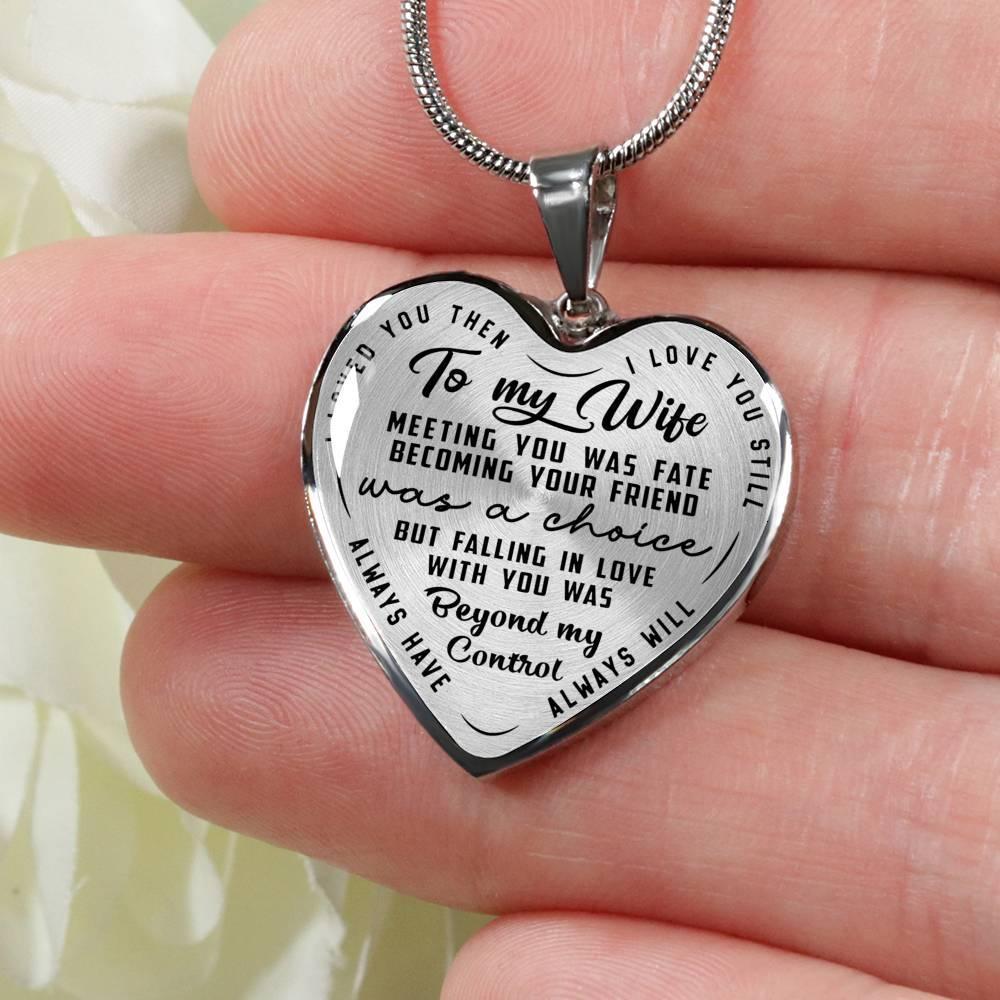 I LOVED YOU THEN
I LOVE YOU STILL
To my Wife
MEETING YOU WAS FATE
BECOMING YOUR FRIEND
was a choice
BUT FALLING IN LOVE
WITH YOU WAS
Beyond my
Control
ALWAYS HAVE
ALWAYS WILL